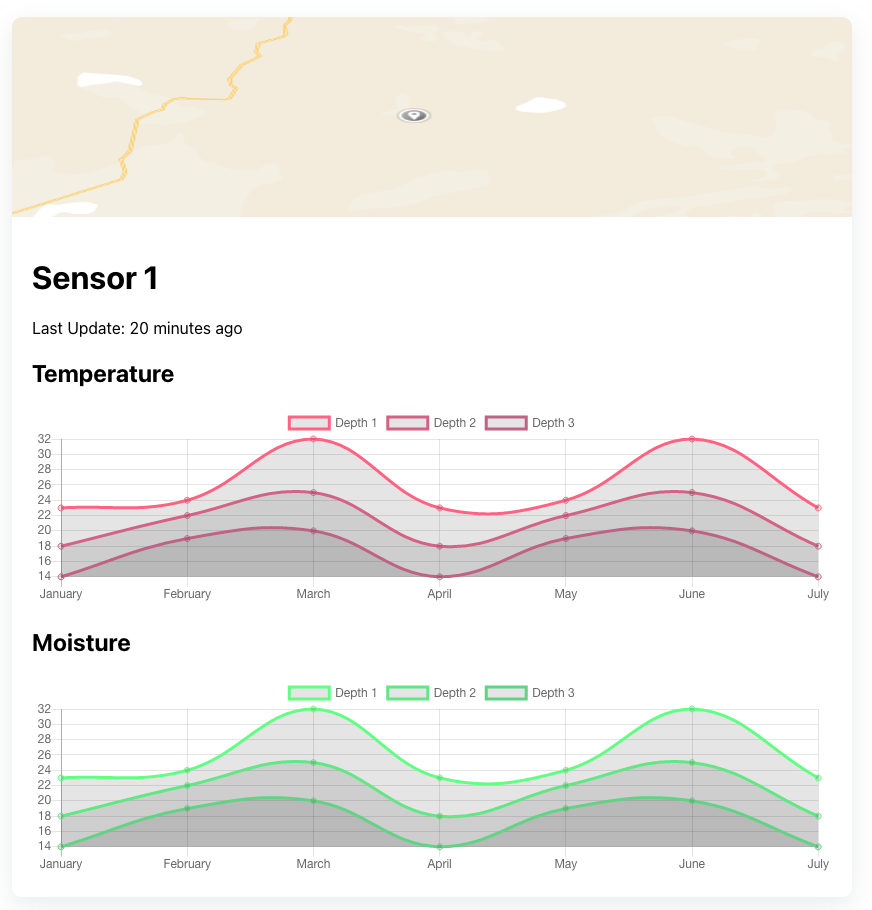 Sensor 1
Last Update: 20 minutes ago
Temperature
Depth 1 Depth 2 Depth 3
32
30
28
26
24
22
20
18
16
14
January February March April May June July
Moisture
Depth 1 Depth 2 Depth 3
32
30
28
26
24
22
20
18
16
14
January February March April May June July